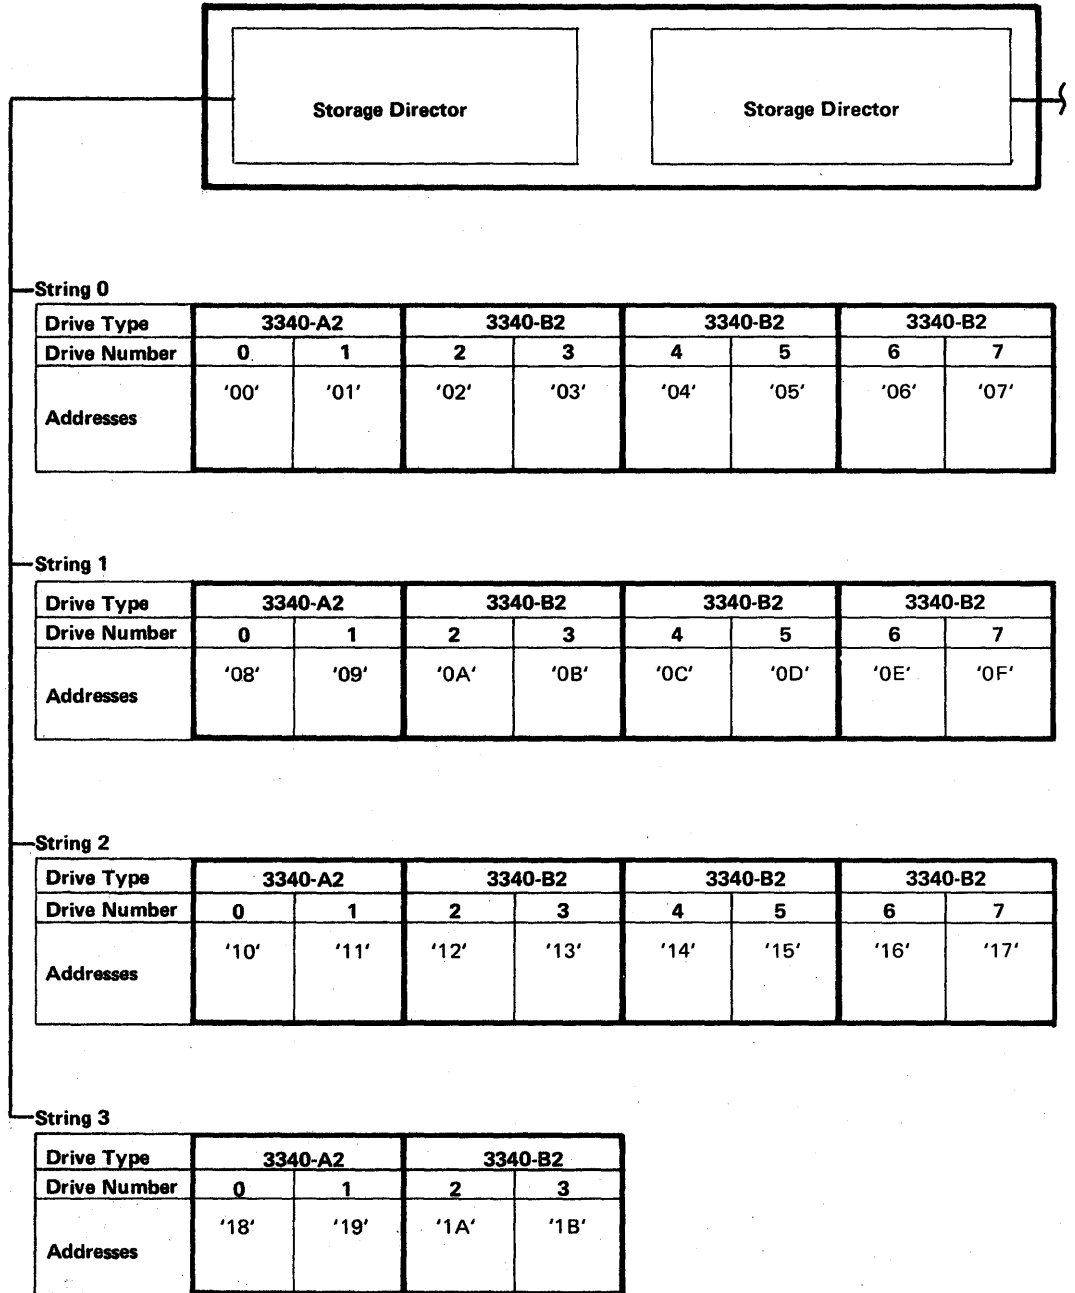 Storage Director Storage Director
String 0
Drive Type 3340-A2 3340-B2 3340-B2 3340-B2
Drive Number 0 1 2 3 4 5 6 7
Addresses '00' '01' '02' '03' '04' '05' '06' '07'
String 1
Drive Type 3340-A2 3340-B2 3340-B2 3340-B2
Drive Number 0 1 2 3 4 5 6 7
Addresses '08' '09' '0A' '0B' '0C' '0D' '0E' '0F'
String 2
Drive Type 3340-A2 3340-B2 3340-B2 3340-B2
Drive Number 0 1 2 3 4 5 6 7
Addresses '10' '11' '12' '13' '14' '15' '16' '17'
String 3
Drive Type 3340-A2 3340-B2
Drive Number 0 1 2 3
Addresses '18' '19' '1A' '1B'